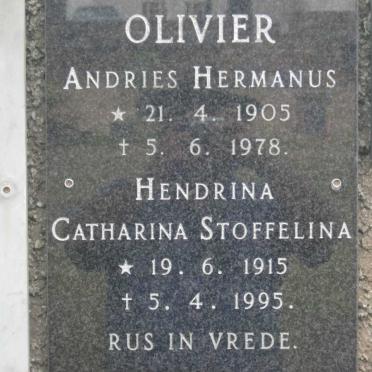 OLIVIER
ANDRIES HERMANUS
★ 21. 4. 1905
† 5. 6. 1978.
HENDRINA
CATHARINA STOFFELINA
★ 19. 6. 1915
† 5. 4. 1995.
RUS IN VREDE.